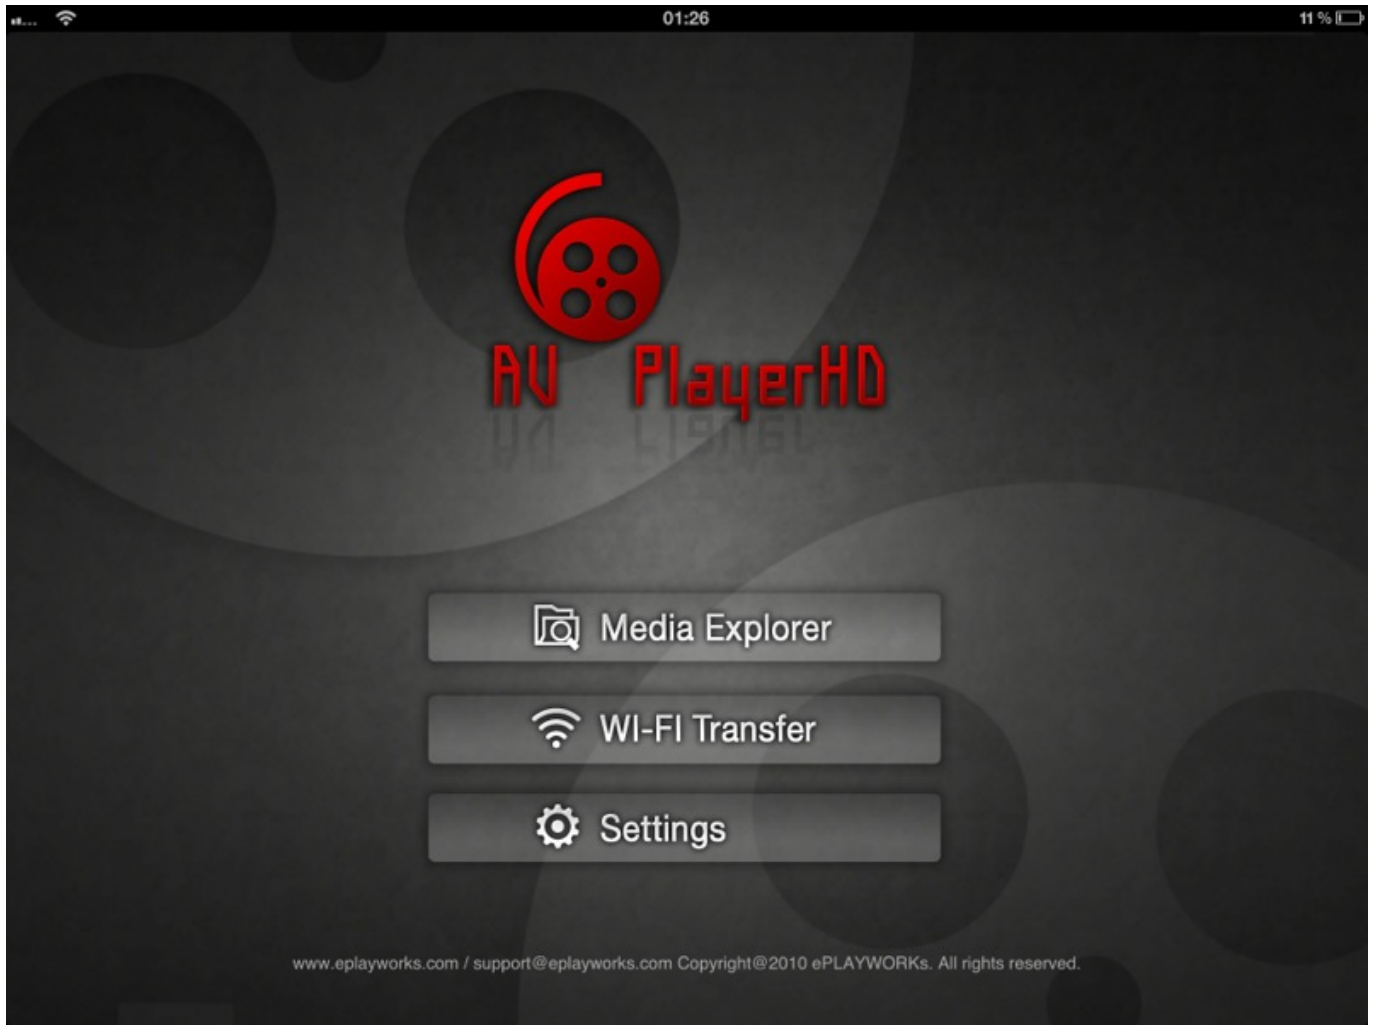 01:26
11 %
AV PlayerHD
Media Explorer
WI-FI Transfer
Settings
www.eplayworks.com / support@eplayworks.com Copyright@2010 ePLAYWORKs. All rights reserved.